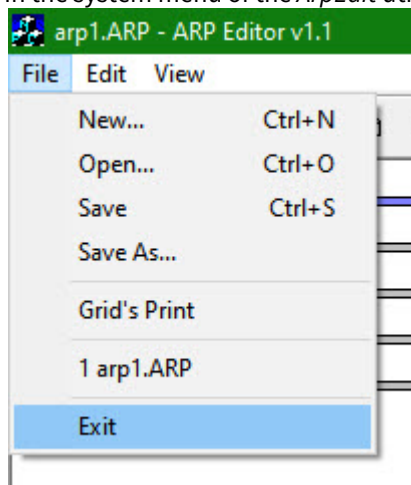 arp1.ARP - ARP Editor v1.1
File Edit View
New... Ctrl+N
Open... Ctrl+O
Save Ctrl+S
Save As...
Grid's Print
1 arp1.ARP
Exit